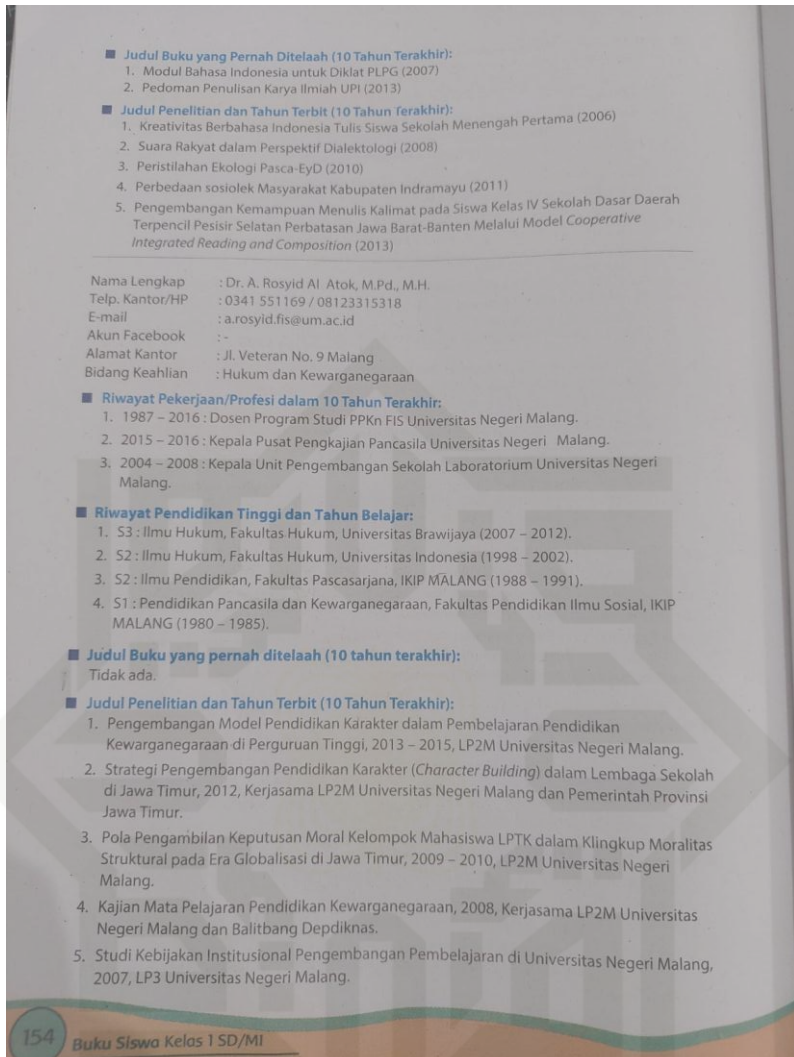 ■ Judul Buku yang Pernah Ditelaah (10 Tahun Terakhir):
1. Modul Bahasa Indonesia untuk Diklat PLPG (2007)
2. Pedoman Penulisan Karya Ilmiah UPI (2013)
■ Judul Penelitian dan Tahun Terbit (10 Tahun Terakhir):
1. Kreativitas Berbahasa Indonesia Tulis Siswa Sekolah Menengah Pertama (2006)
2. Suara Rakyat dalam Perspektif Dialektologi (2008)
3. Peristilahan Ekologi Pasca-EyD (2010)
4. Perbedaan sosiolek Masyarakat Kabupaten Indramayu (2011)
5. Pengembangan Kemampuan Menulis Kalimat pada Siswa Kelas IV Sekolah Dasar Daerah
Terpencil Pesisir Selatan Perbatasan Jawa Barat-Banten Melalui Model Cooperative
Integrated Reading and Composition (2013)
Nama Lengkap : Dr. A. Rosyid Al Atok, M.Pd., M.H.
Telp. Kantor/HP : 0341 551169 / 08123315318
E-mail : a.rosyid.fis@um.ac.id
Akun Facebook : -
Alamat Kantor : Jl. Veteran No. 9 Malang
Bidang Keahlian : Hukum dan Kewarganegaraan
■ Riwayat Pekerjaan/Profesi dalam 10 Tahun Terakhir:
1. 1987 – 2016 : Dosen Program Studi PPKn FIS Universitas Negeri Malang.
2. 2015 – 2016 : Kepala Pusat Pengkajian Pancasila Universitas Negeri Malang.
3. 2004 – 2008 : Kepala Unit Pengembangan Sekolah Laboratorium Universitas Negeri
Malang.
■ Riwayat Pendidikan Tinggi dan Tahun Belajar:
1. S3 : Ilmu Hukum, Fakultas Hukum, Universitas Brawijaya (2007 – 2012).
2. S2 : Ilmu Hukum, Fakultas Hukum, Universitas Indonesia (1998 – 2002).
3. S2 : Ilmu Pendidikan, Fakultas Pascasarjana, IKIP MALANG (1988 – 1991).
4. S1 : Pendidikan Pancasila dan Kewarganegaraan, Fakultas Pendidikan Ilmu Sosial, IKIP
MALANG (1980 – 1985).
■ Judul Buku yang pernah ditelaah (10 tahun terakhir):
Tidak ada.
■ Judul Penelitian dan Tahun Terbit (10 Tahun Terakhir):
1. Pengembangan Model Pendidikan Karakter dalam Pembelajaran Pendidikan
Kewarganegaraan di Perguruan Tinggi, 2013 – 2015, LP2M Universitas Negeri Malang.
2. Strategi Pengembangan Pendidikan Karakter (Character Building) dalam Lembaga Sekolah
di Jawa Timur, 2012, Kerjasama LP2M Universitas Negeri Malang dan Pemerintah Provinsi
Jawa Timur.
3. Pola Pengambilan Keputusan Moral Kelompok Mahasiswa LPTK dalam Klingkup Moralitas
Struktural pada Era Globalisasi di Jawa Timur, 2009 – 2010, LP2M Universitas Negeri
Malang.
4. Kajian Mata Pelajaran Pendidikan Kewarganegaraan, 2008, Kerjasama LP2M Universitas
Negeri Malang dan Balitbang Depdiknas.
5. Studi Kebijakan Institusional Pengembangan Pembelajaran di Universitas Negeri Malang,
2007, LP3 Universitas Negeri Malang.
154 Buku Siswa Kelas 1 SD/MI